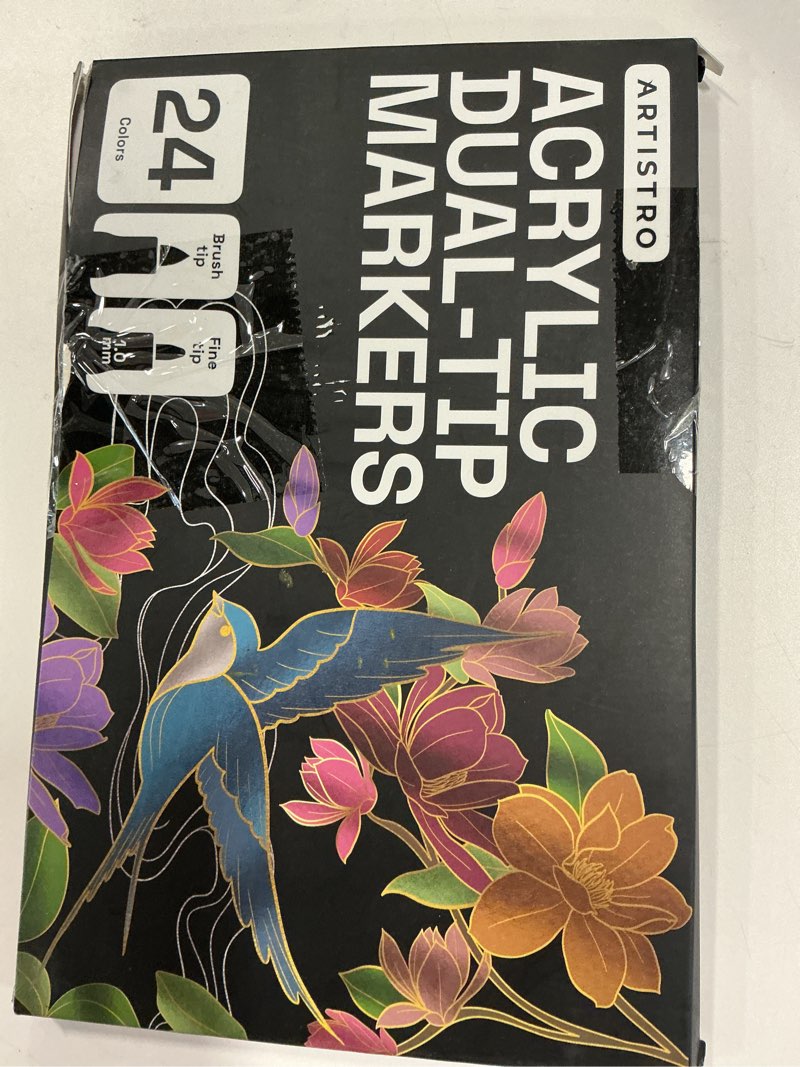 ARTISTRO
ACRYLIC
DUAL-TIP
MARKERS
24
Colors
Brush
tip
Fine
tip
1.0
mm